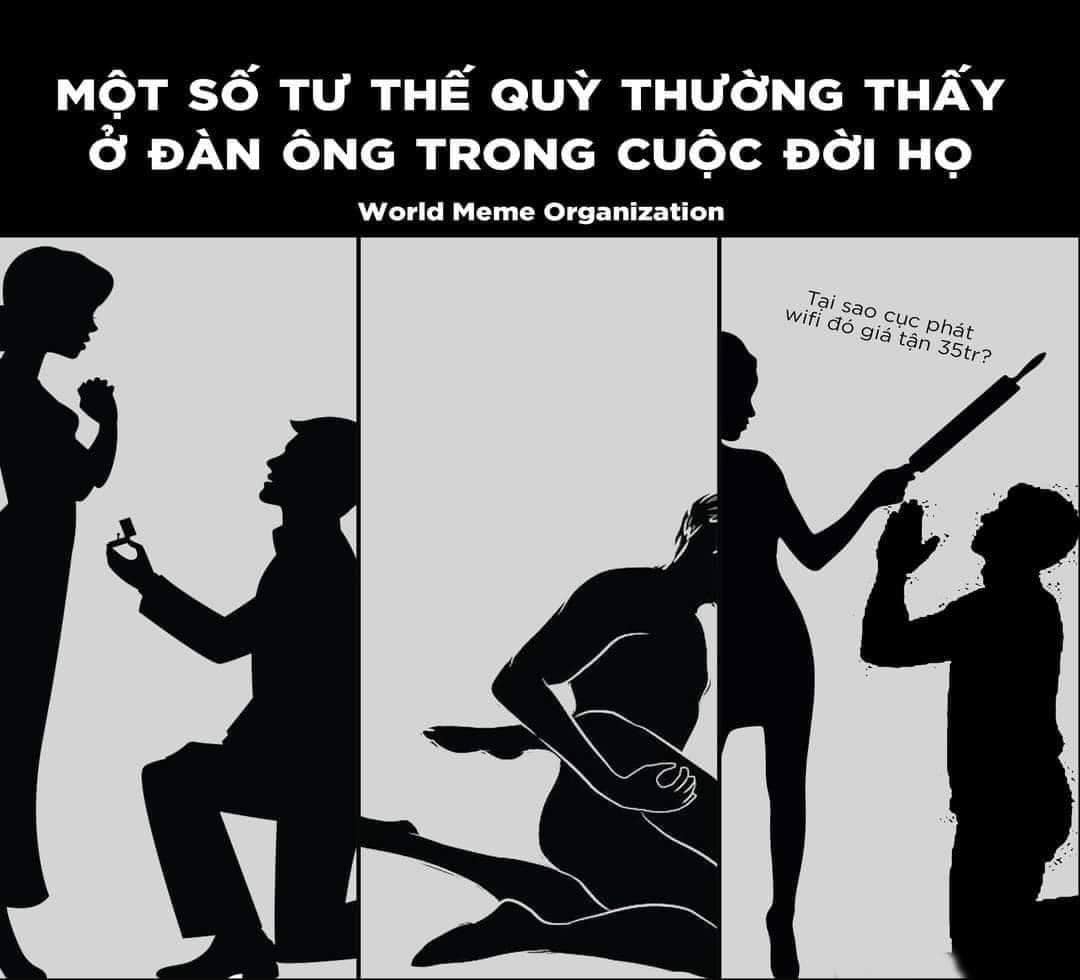 MỘT SỐ TƯ THẾ QUỲ THƯỜNG THẤY
Ở ĐÀN ÔNG TRONG CUỘC ĐỜI HỌ
World Meme Organization
Tại sao cục phát
wifi đó giá tận 35tr?